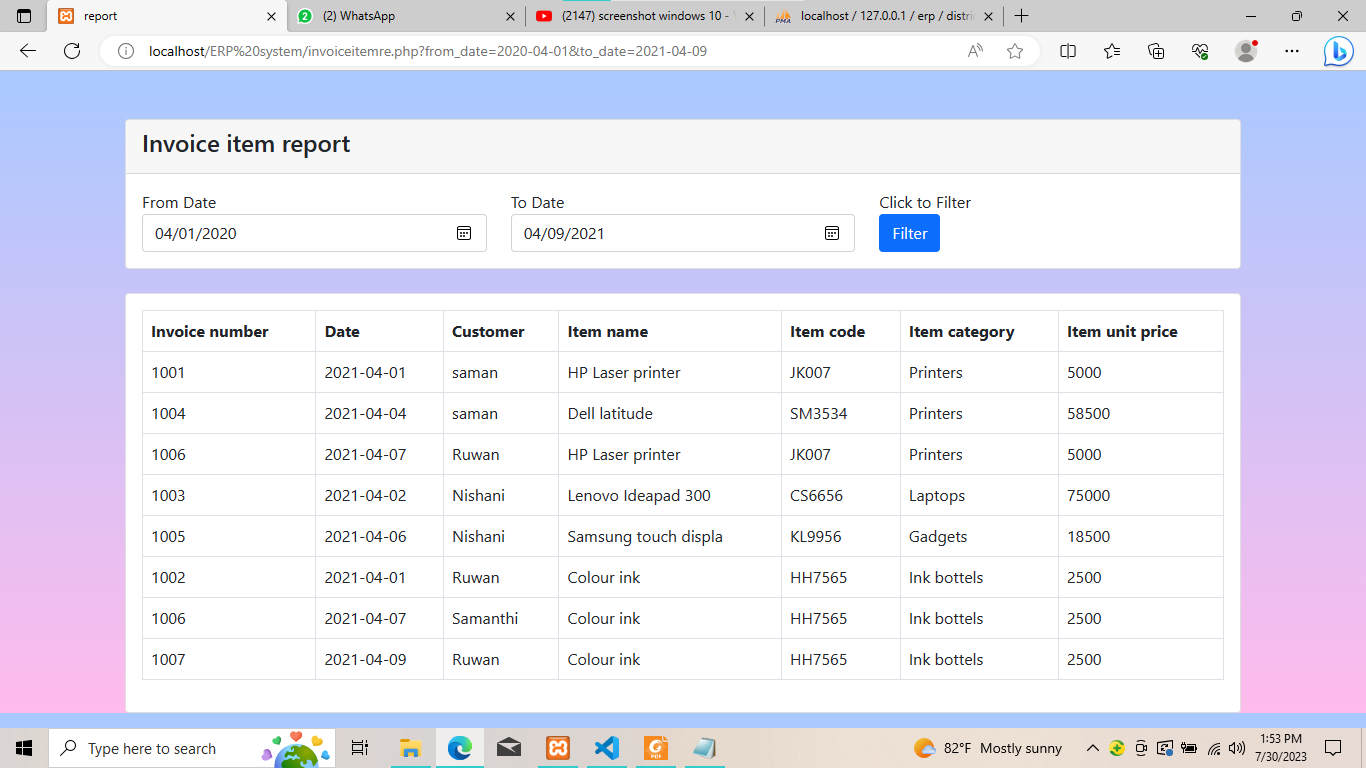 report
(2) WhatsApp
(2147) screenshot windows 10 -
localhost / 127.0.0.1 / erp / distri
localhost/ERP%20system/invoiceitemre.php?from_date=2020-04-01&to_date=2021-04-09
Invoice item report
From Date To Date Click to Filter
04/01/2020 04/09/2021 Filter
Invoice number Date Customer Item name Item code Item category Item unit price
1001 2021-04-01 saman HP Laser printer JK007 Printers 5000
1004 2021-04-04 saman Dell latitude SM3534 Printers 58500
1006 2021-04-07 Ruwan HP Laser printer JK007 Printers 5000
1003 2021-04-02 Nishani Lenovo Ideapad 300 CS6656 Laptops 75000
1005 2021-04-06 Nishani Samsung touch displa KL9956 Gadgets 18500
1002 2021-04-01 Ruwan Colour ink HH7565 Ink bottels 2500
1006 2021-04-07 Samanthi Colour ink HH7565 Ink bottels 2500
1007 2021-04-09 Ruwan Colour ink HH7565 Ink bottels 2500
Type here to search
82°F Mostly sunny
1:53 PM
7/30/2023